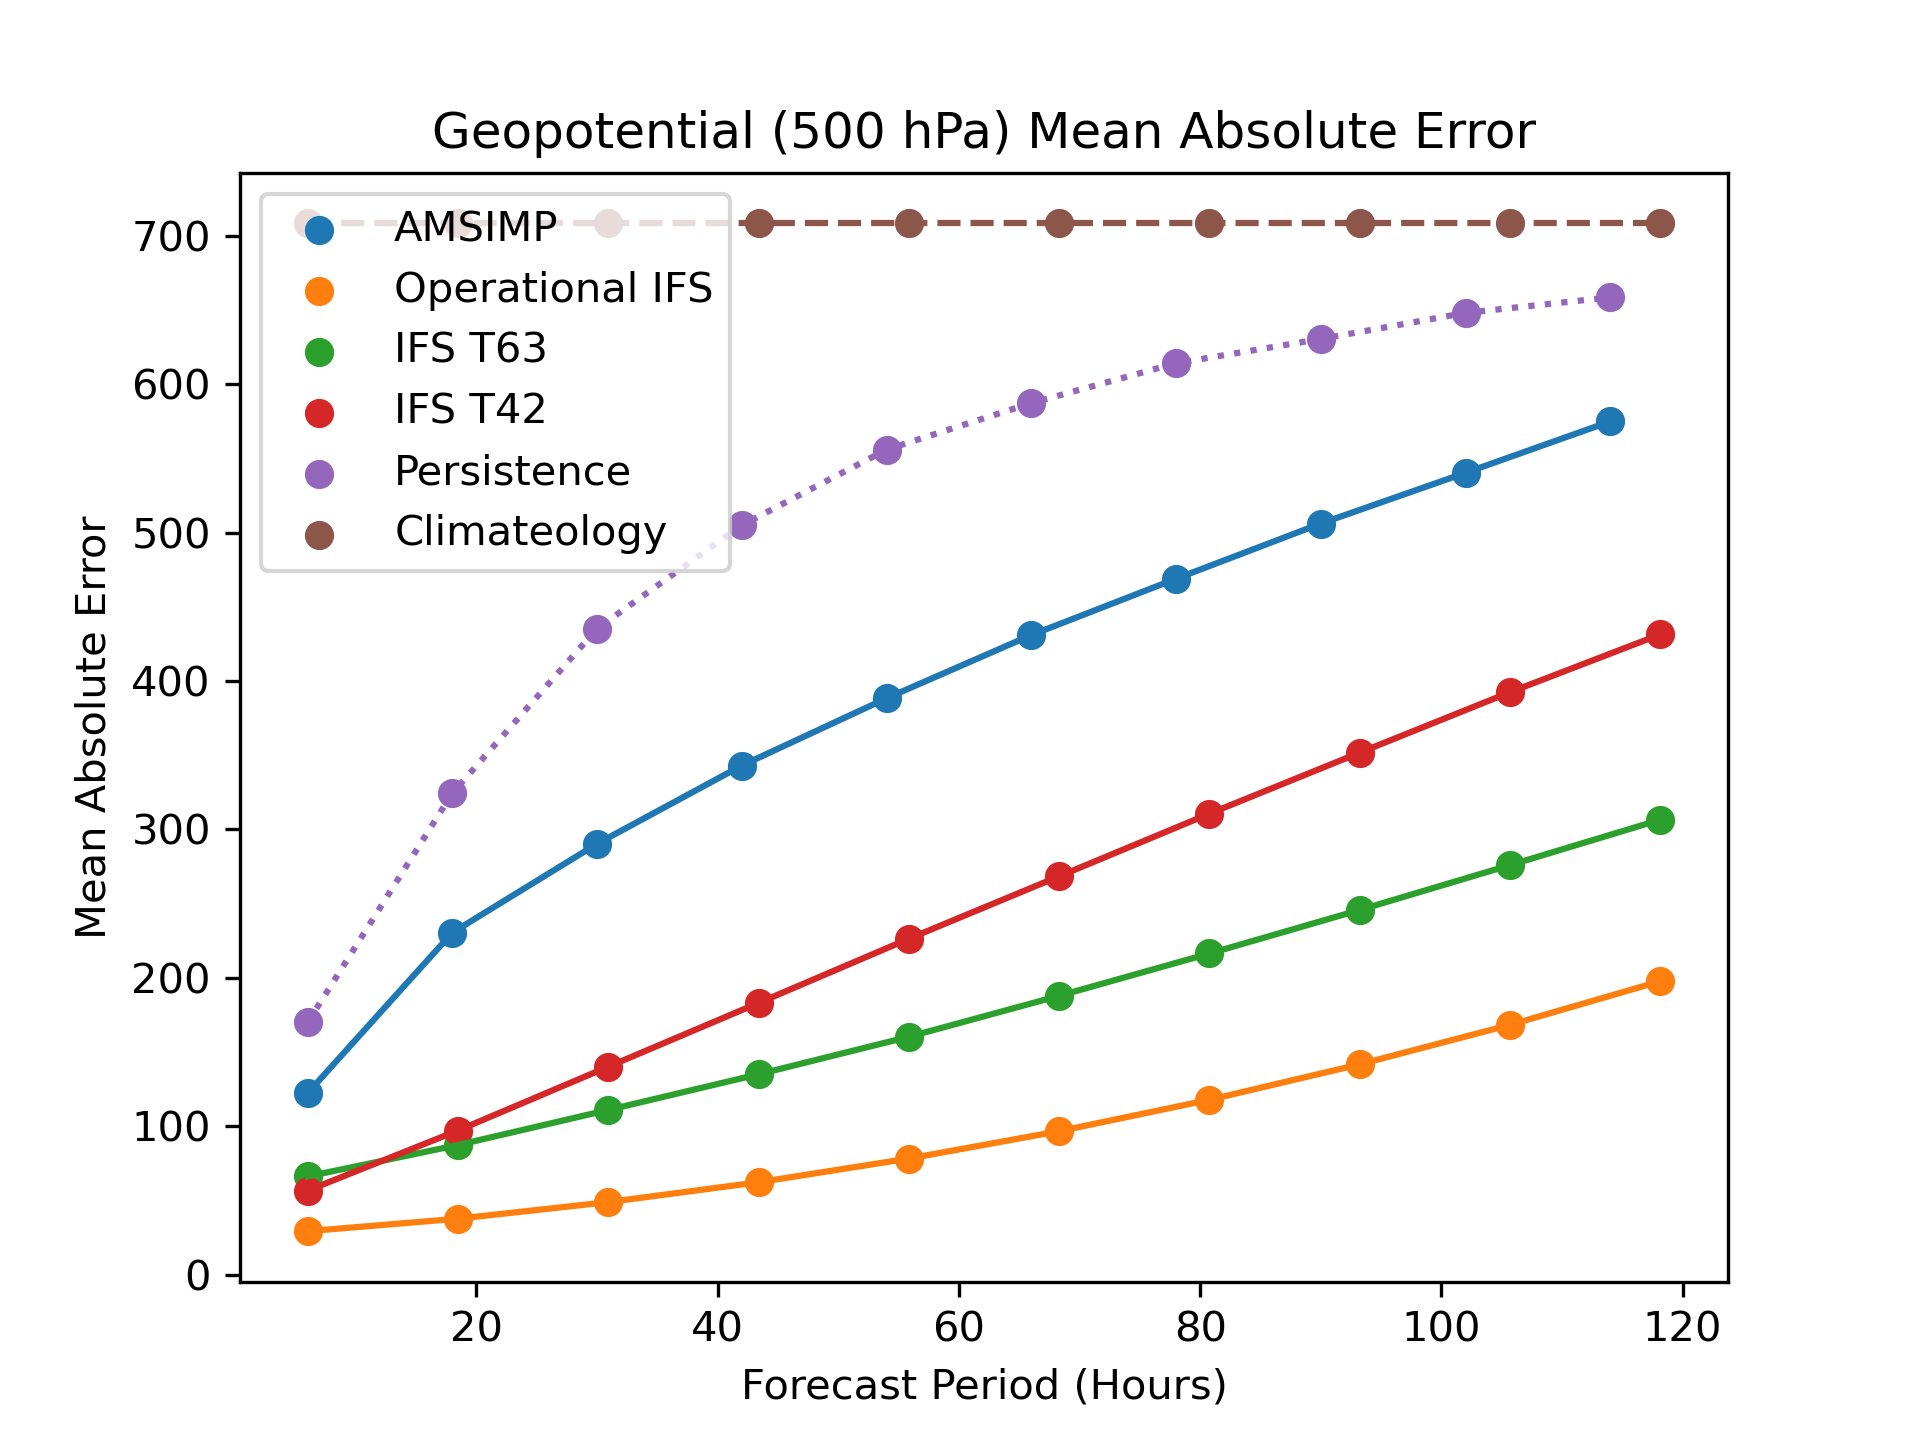 Geopotential (500 hPa) Mean Absolute Error
AMSIMP
Operational IFS
IFS T63
IFS T42
Persistence
Climateology
Mean Absolute Error
700
600
500
400
300
200
100
0
20 40 60 80 100 120
Forecast Period (Hours)